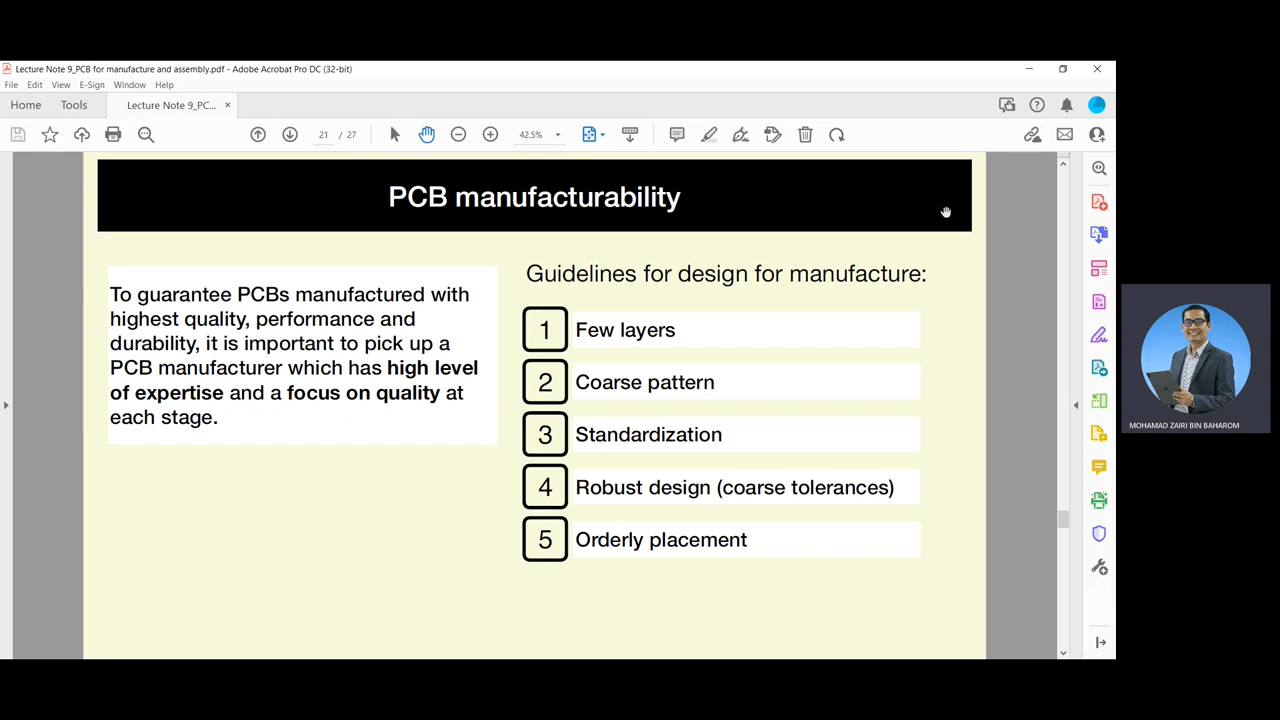 Lecture Note 9_PCB for manufacture and assembly.pdf - Adobe Acrobat Pro DC (32-bit)
File Edit View E-Sign Window Help
Home Tools Lecture Note 9_PC... ×
21 / 27 42.5%
PCB manufacturability
To guarantee PCBs manufactured with
highest quality, performance and
durability, it is important to pick up a
PCB manufacturer which has high level
of expertise and a focus on quality at
each stage.
Guidelines for design for manufacture:
1 Few layers
2 Coarse pattern
3 Standardization
4 Robust design (coarse tolerances)
5 Orderly placement
MOHAMAD ZAIRI BIN BAHAROM